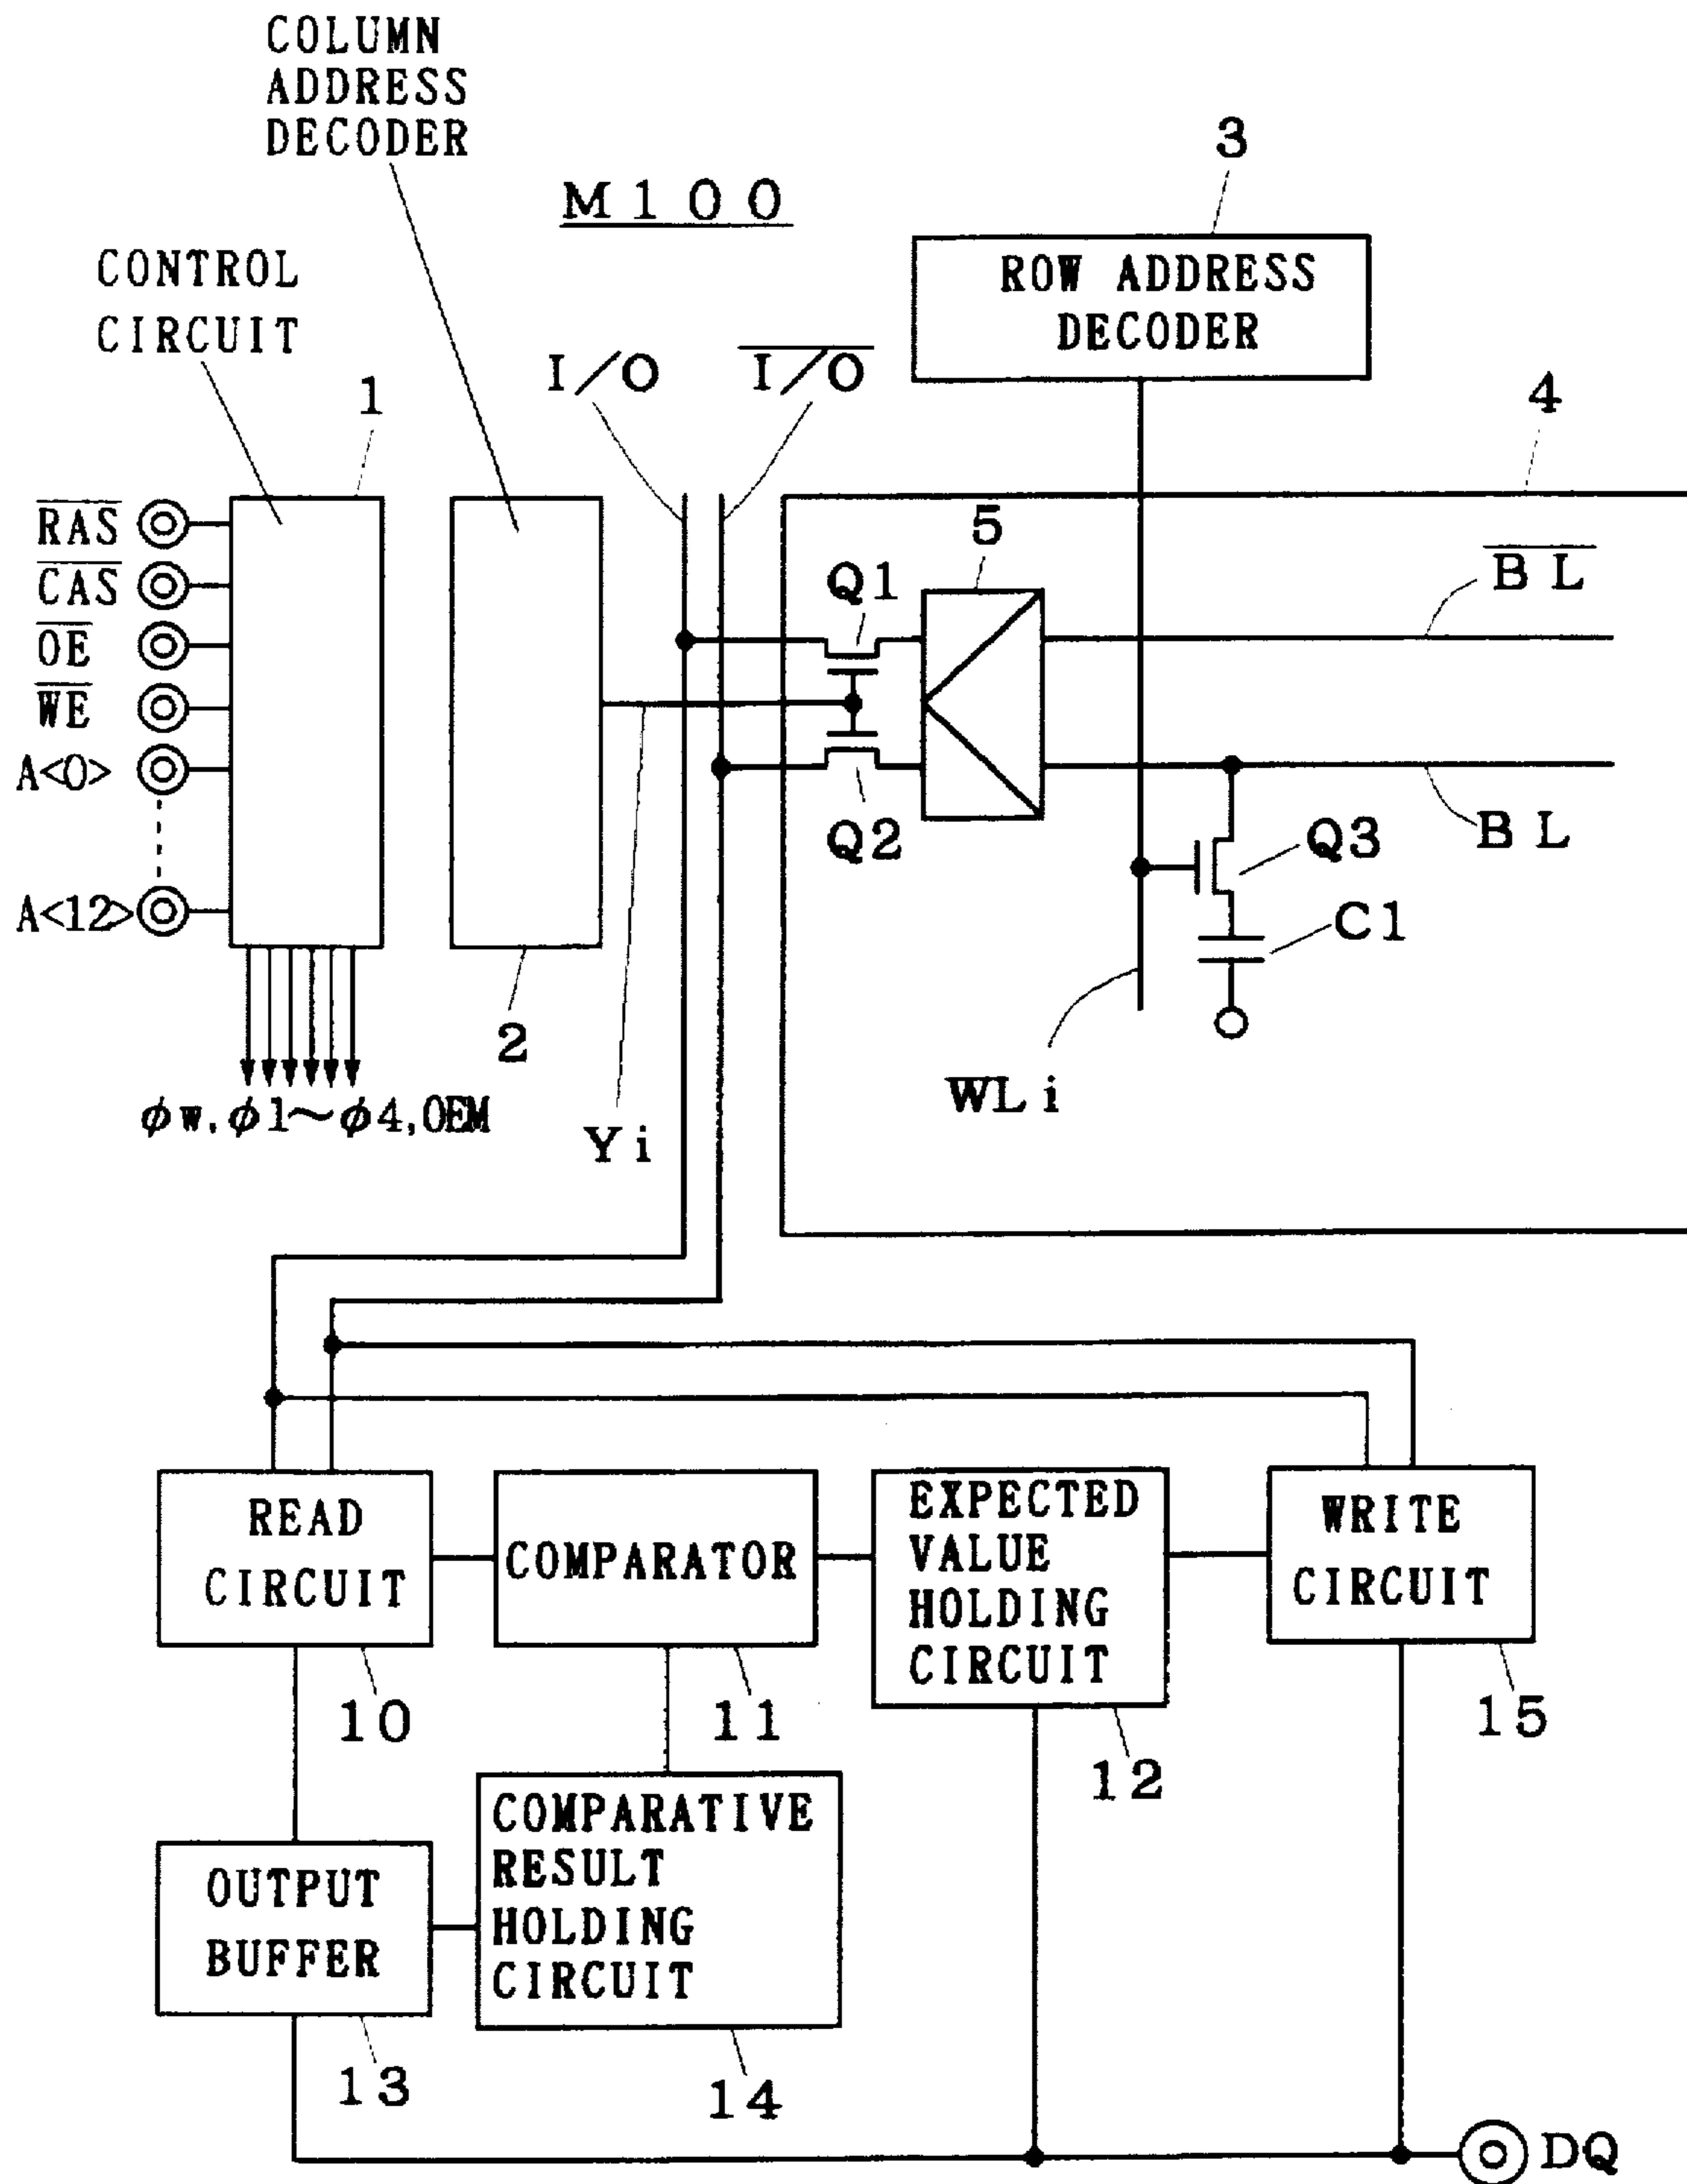 COLUMN
ADDRESS
DECODER
M100
3
CONTROL
CIRCUIT
ROW ADDRESS
DECODER
I/O
I/O
1
4
RAS
CAS
OE
WE
A<0>
A<12>
5
Q1
Q2
BL
BL
Q3
C1
2
WLi
φw,φ1~φ4,OEM
Yi
READ
CIRCUIT
COMPARATOR
EXPECTED
VALUE
HOLDING
CIRCUIT
WRITE
CIRCUIT
10
11
12
15
OUTPUT
BUFFER
COMPARATIVE
RESULT
HOLDING
CIRCUIT
13
14
DQ